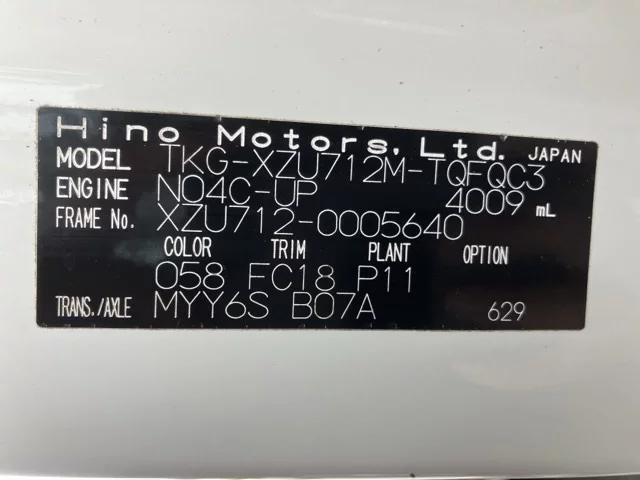 Hino Motors, Ltd. JAPAN
MODEL TKG-XZU712M-TQFQC3
ENGINE N04C-UP 4009 mL
FRAME No. XZU712-0005640
COLOR TRIM PLANT OPTION
058 FC18 P11
TRANS./AXLE MYY6S B07A 629